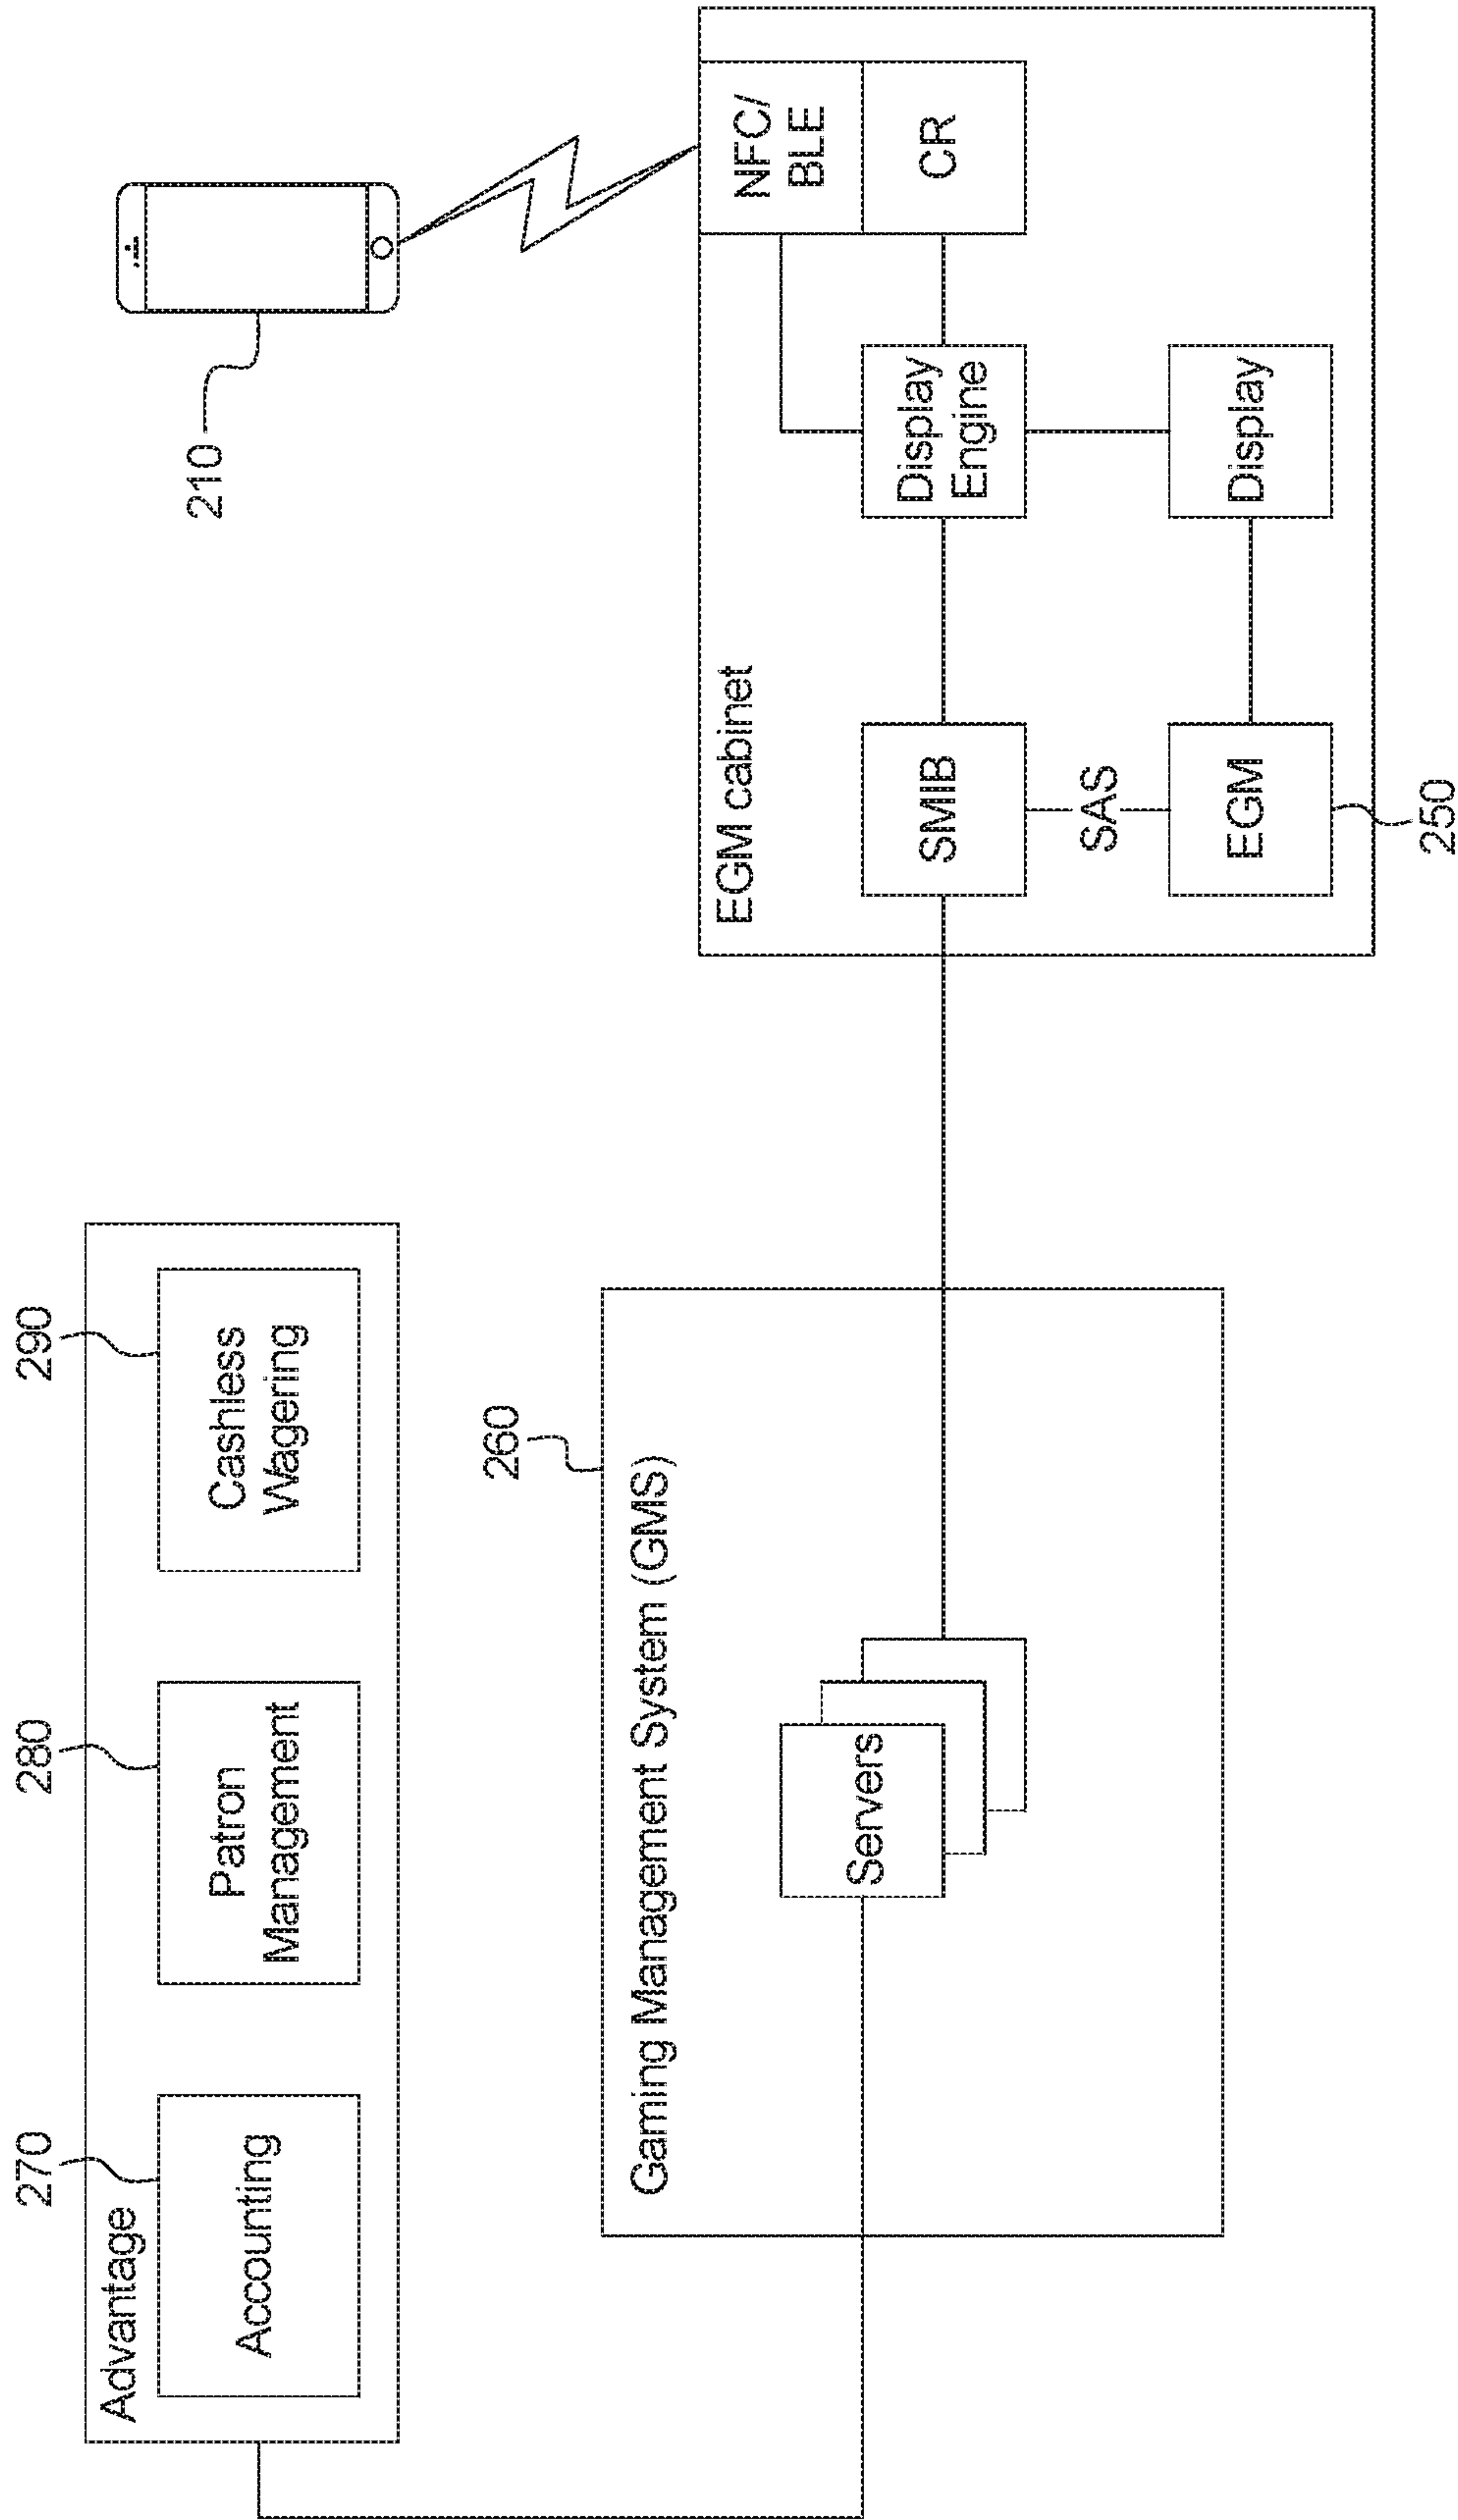 270
280
290
Advantage
Accounting
Patron
Management
Cashless
Wagering
210
260
Gaming Management System (GMS)
Servers
EGM cabinet
NFC/
BLE
CR
SMIB
Display
Engine
SAS
EGM
Display
250